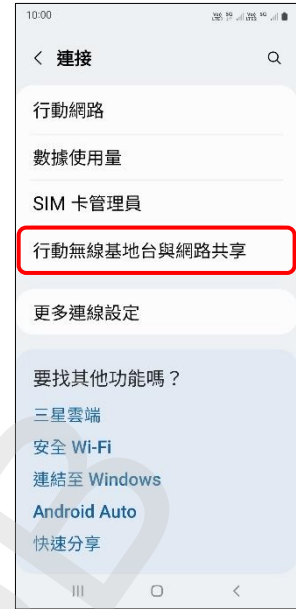 10:00
連接
行動網路
數據使用量
SIM 卡管理員
行動無線基地台與網路共享
更多連線設定
要找其他功能嗎？
三星雲端
安全 Wi-Fi
連結至 Windows
Android Auto
快速分享